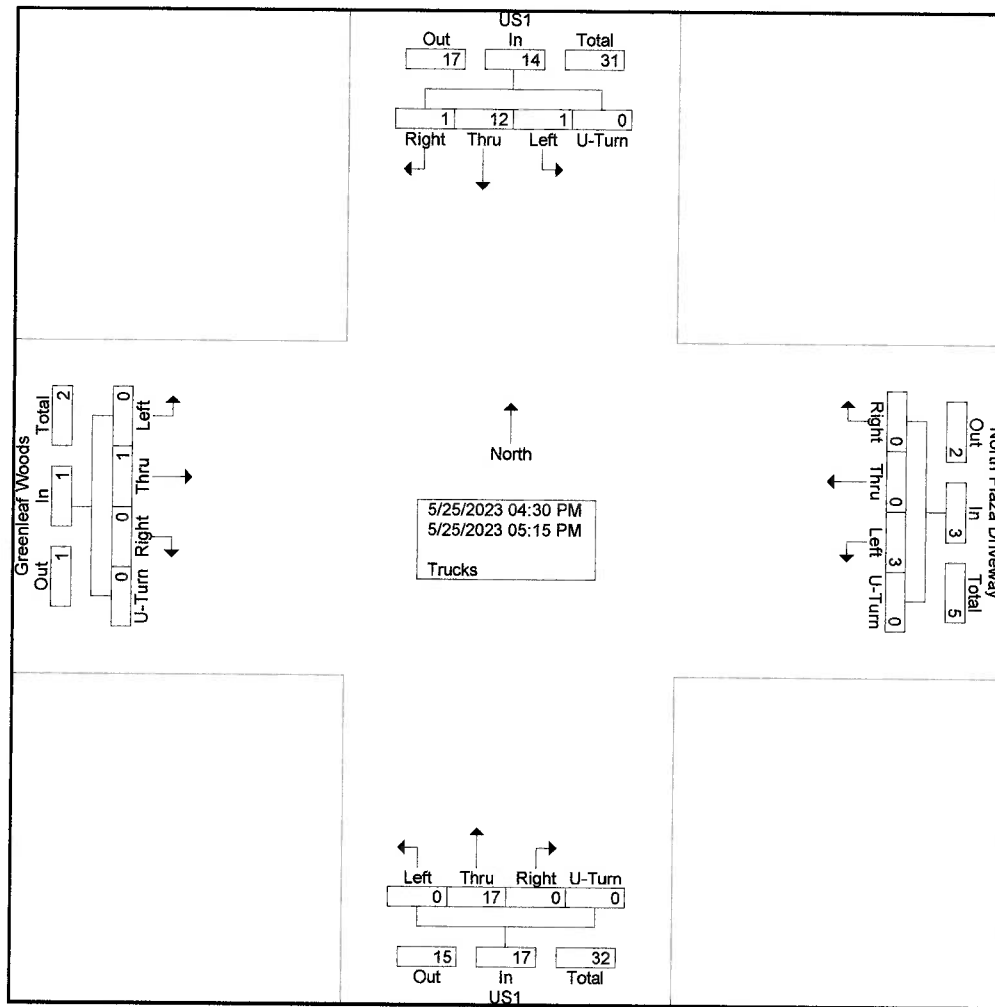 US1
Out In Total
17 14 31
1 12 1 0
Right Thru Left U-Turn
Greenleaf Woods
Total In Out
2 1 1
0 1 0 0
Left Thru Right U-Turn
North
5/25/2023 04:30 PM
5/25/2023 05:15 PM
Trucks
Right Thru Left U-Turn
0 0 3 0
Out In Total
2 3 5
North Plaza Driveway
Left Thru Right U-Turn
0 17 0 0
15 17 32
Out In Total
US1